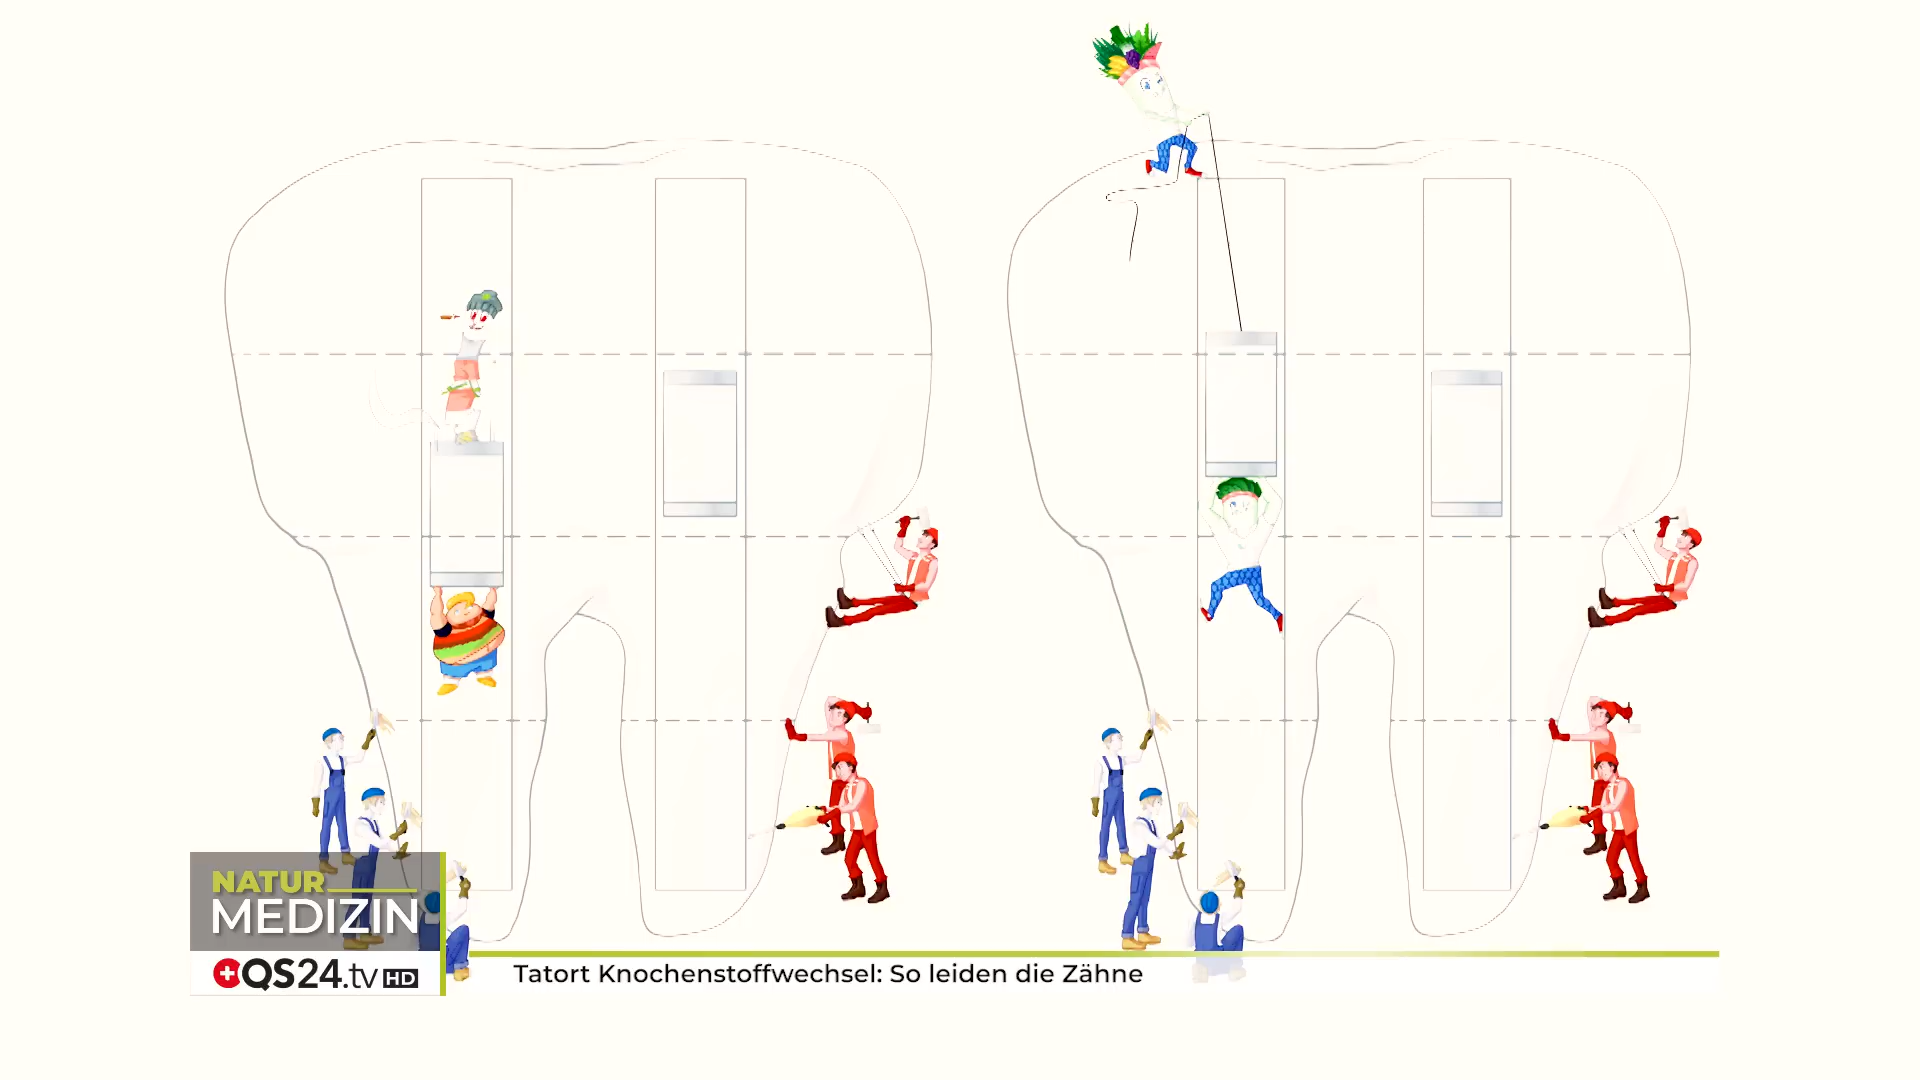 NATUR
MEDIZIN
QS24.tv HD
Tatort Knochenstoffwechsel: So leiden die Zähne